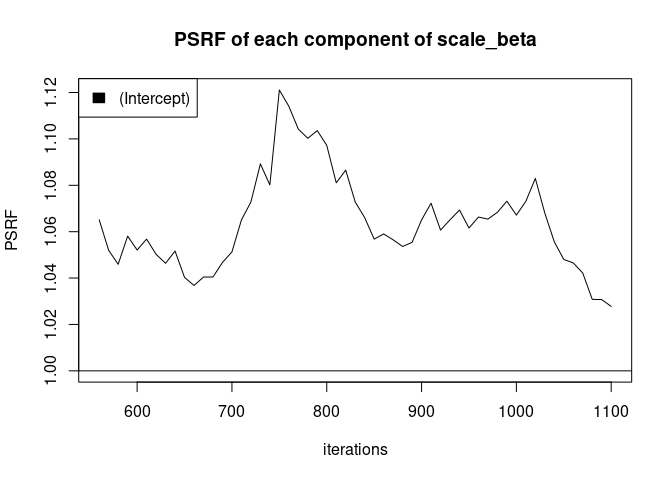 PSRF of each component of scale_beta
(Intercept)
PSRF
1.12
1.10
1.08
1.06
1.04
1.02
1.00
600 700 800 900 1000 1100
iterations